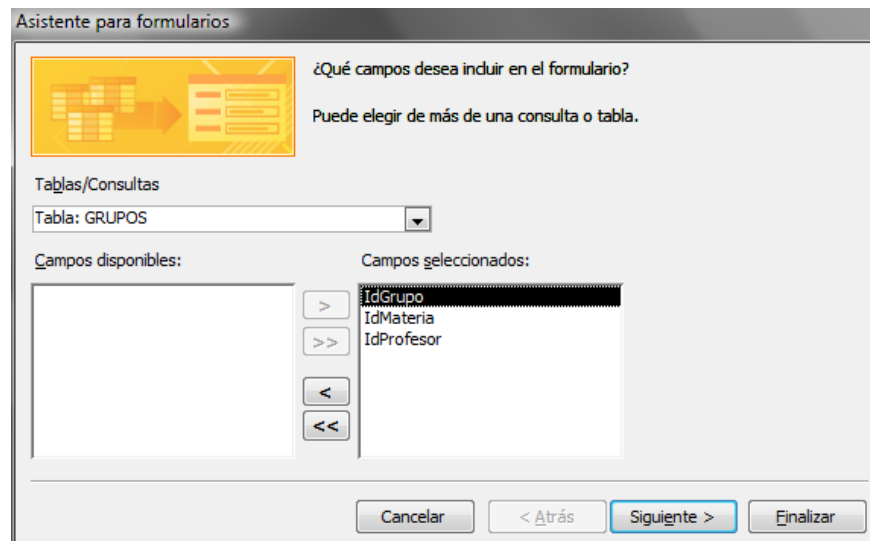 Asistente para formularios
¿Qué campos desea incluir en el formulario?
Puede elegir de más de una consulta o tabla.
Tablas/Consultas
Tabla: GRUPOS
Campos disponibles:
Campos seleccionados:
>
>>
<
<<
IdGrupo
IdMateria
IdProfesor
Cancelar
< Atrás
Siguiente >
Finalizar